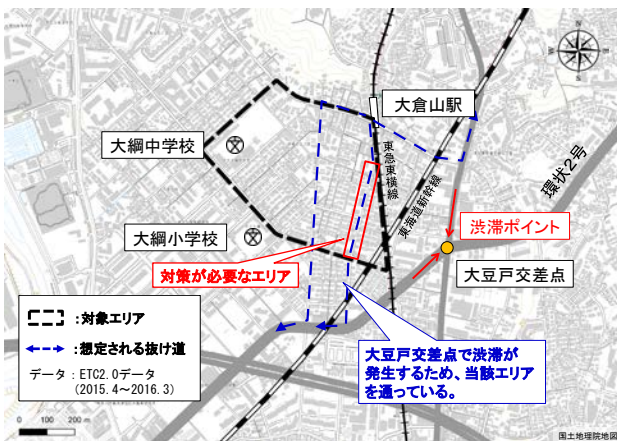 大倉山駅
大綱中学校
東急東横線
東海道新幹線
環状2号
大綱小学校
渋滞ポイント
対策が必要なエリア
大豆戸交差点
:対象エリア
:想定される抜け道
データ:ETC2.0データ
(2015.4~2016.3)
大豆戸交差点で渋滞が
発生するため、当該エリア
を通っている。
0 100 200 m
国土地理院地図
N
E
S
W